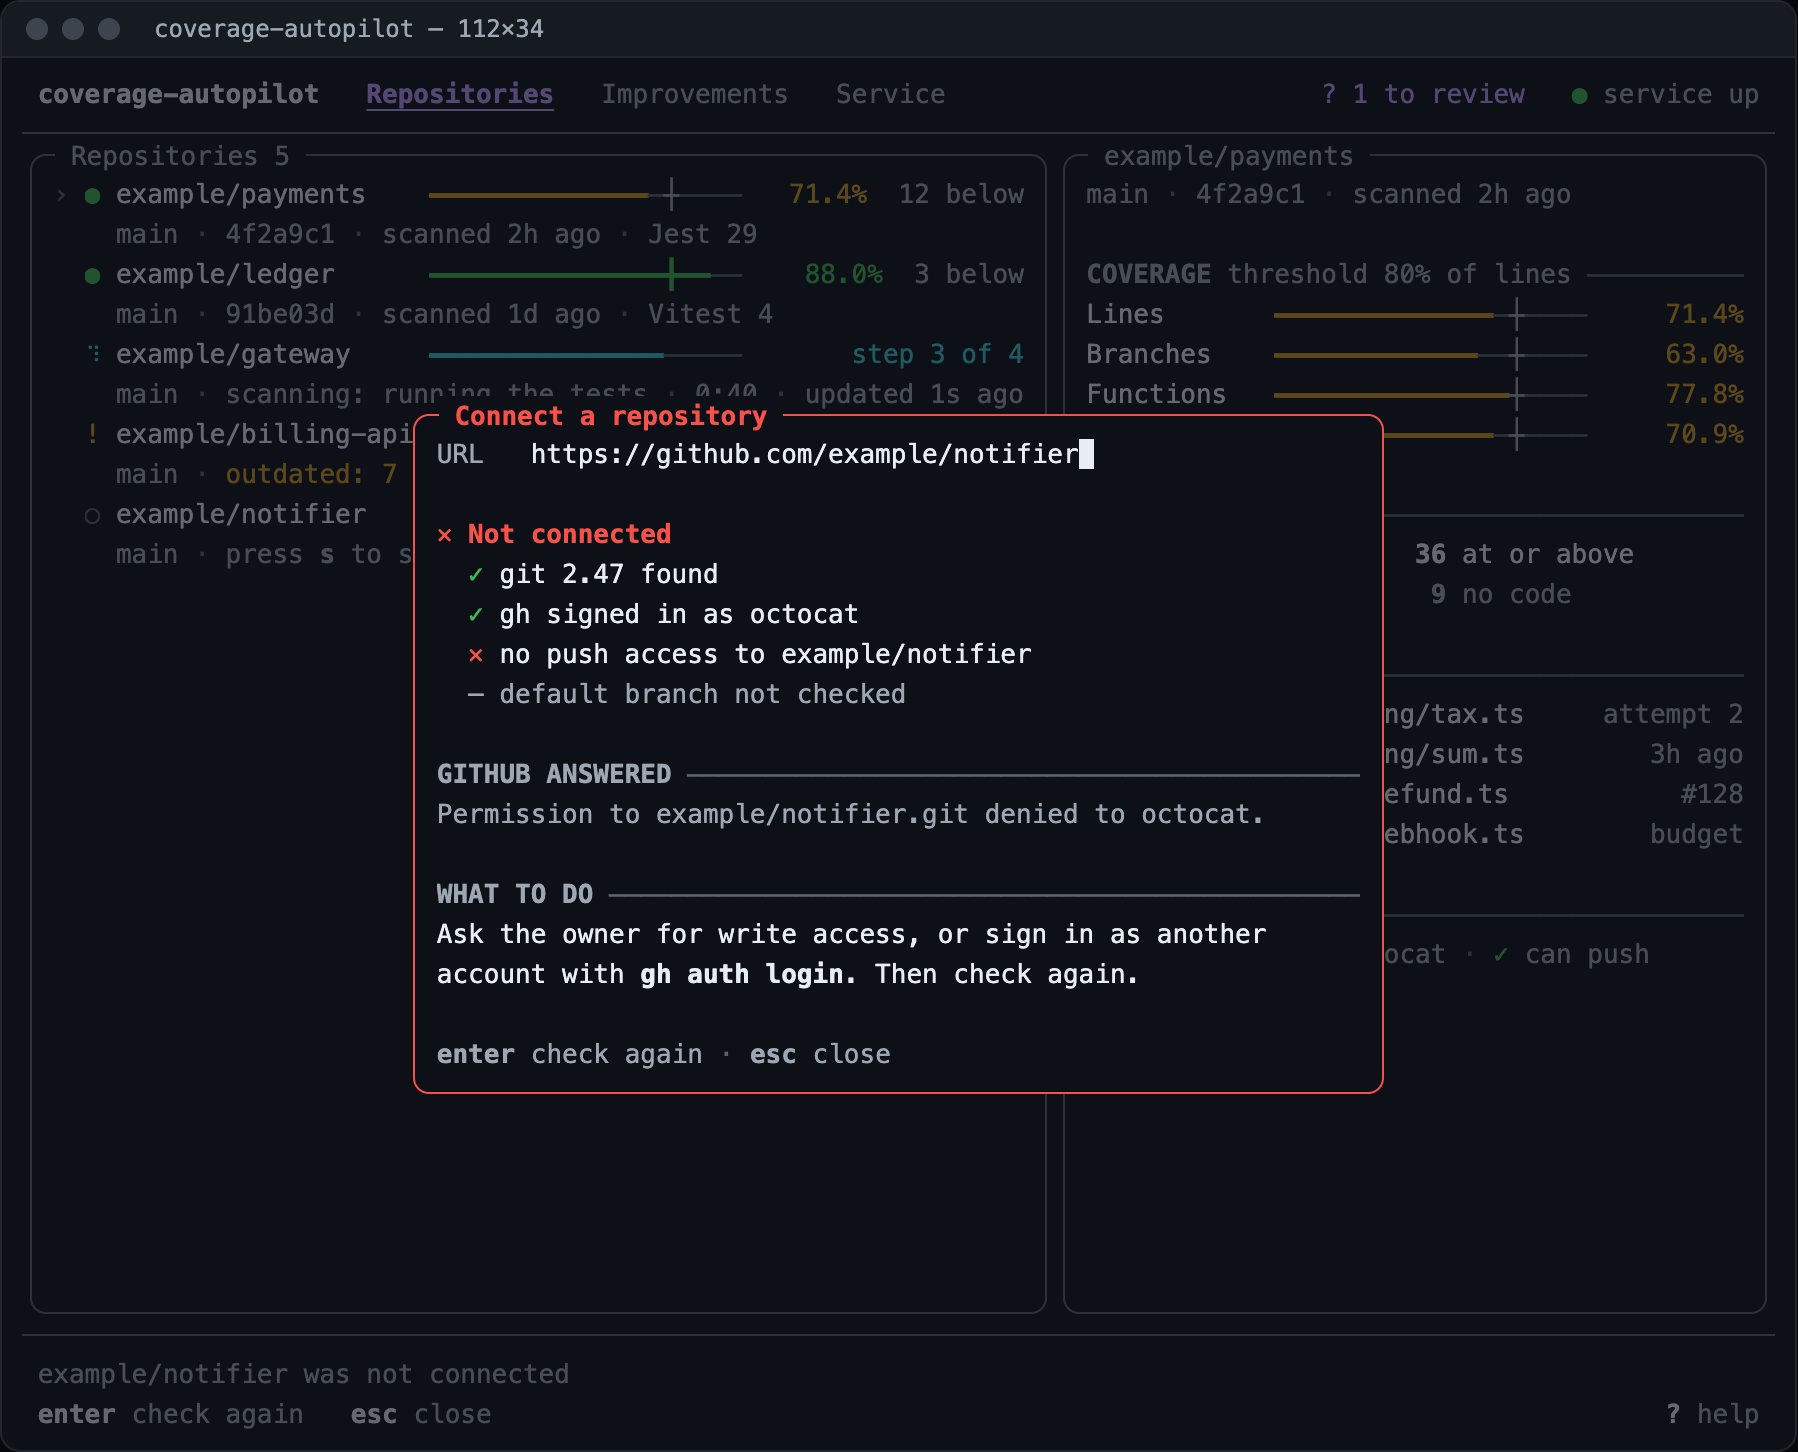 coverage-autopilot — 112×34
coverage-autopilot Repositories Improvements Service ? 1 to review ● service up
Repositories 5
› ● example/payments 71.4% 12 below
main · 4f2a9c1 · scanned 2h ago · Jest 29
● example/ledger 88.0% 3 below
main · 91be03d · scanned 1d ago · Vitest 4
example/gateway step 3 of 4
main · scanning: running the tests · 0:40 · updated 1s ago
! example/billing-api
main · outdated: 7
○ example/notifier
main · press s to s
example/payments
main · 4f2a9c1 · scanned 2h ago
COVERAGE threshold 80% of lines
Lines 71.4%
Branches 63.0%
Functions 77.8%
70.9%
36 at or above
9 no code
ng/tax.ts attempt 2
ng/sum.ts 3h ago
efund.ts #128
ebhook.ts budget
ocat · ✓ can push
Connect a repository
URL https://github.com/example/notifier
× Not connected
✓ git 2.47 found
✓ gh signed in as octocat
× no push access to example/notifier
— default branch not checked
GITHUB ANSWERED
Permission to example/notifier.git denied to octocat.
WHAT TO DO
Ask the owner for write access, or sign in as another
account with gh auth login. Then check again.
enter check again · esc close
example/notifier was not connected
enter check again esc close ? help